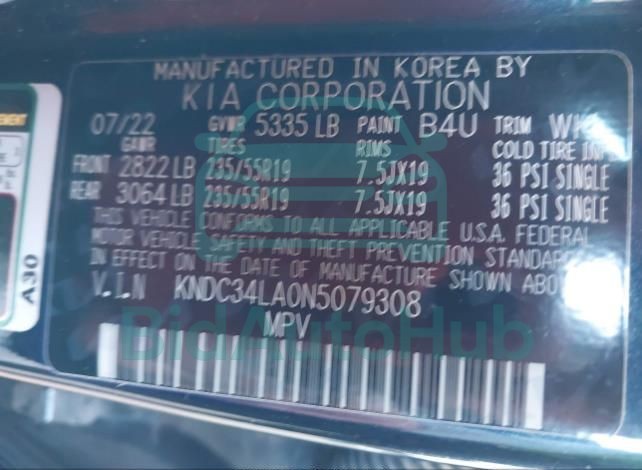 MANUFACTURED IN KOREA BY
KIA CORPORATION
07/22 GVWR 5335 LB PAINT B4U TRIM
GAWR TIRES RIMS COLD TIRE
FRONT 2822 LB 235/55R19 7.5JX19 36 PSI SINGLE
REAR 3064 LB 235/55R19 7.5JX19 36 PSI SINGLE
THIS VEHICLE CONFORMS TO ALL APPLICABLE U.S.A. FEDERAL
MOTOR VEHICLE SAFETY AND THEFT PREVENTION STANDARDS
IN EFFECT ON THE DATE OF MANUFACTURE SHOWN ABOVE
V.I.N KNDC34LA0N5079308
MPV
BidAutoHub
A30